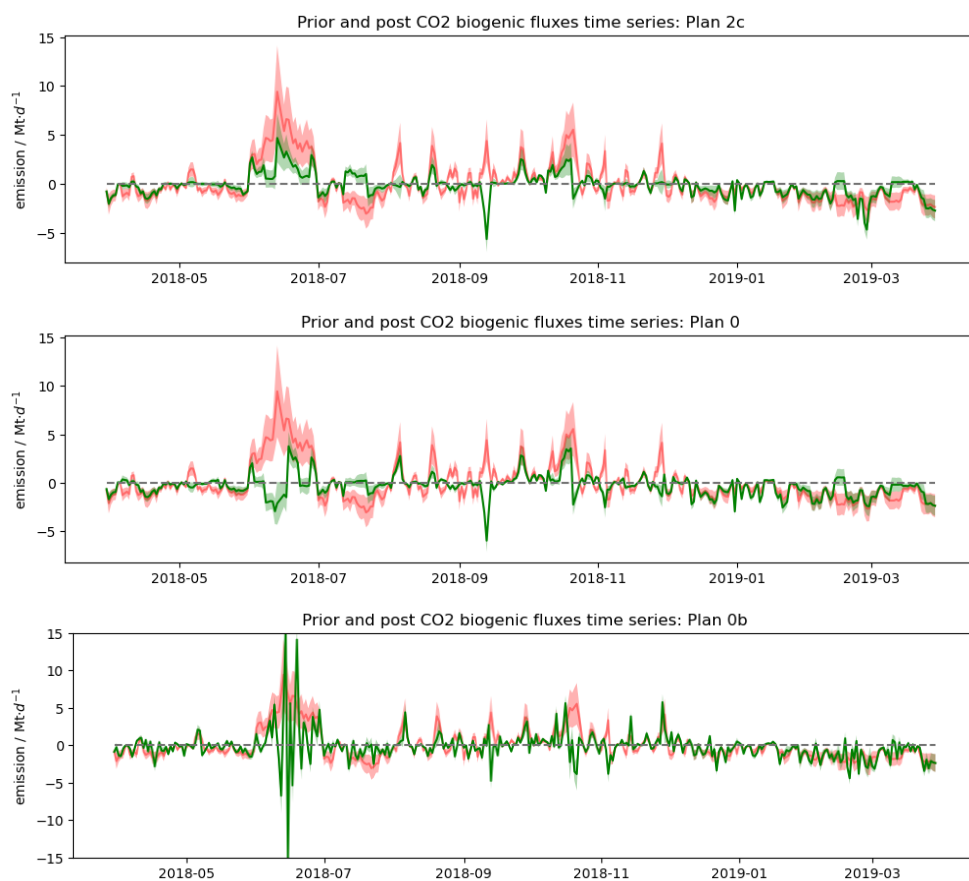 Prior and post CO2 biogenic fluxes time series: Plan 2c
15
10
5
0
−5
emission / Mt·d⁻¹
2018-05 2018-07 2018-09 2018-11 2019-01 2019-03
Prior and post CO2 biogenic fluxes time series: Plan 0
15
10
5
0
−5
emission / Mt·d⁻¹
2018-05 2018-07 2018-09 2018-11 2019-01 2019-03
Prior and post CO2 biogenic fluxes time series: Plan 0b
15
10
5
0
−5
−10
−15
emission / Mt·d⁻¹
2018-05 2018-07 2018-09 2018-11 2019-01 2019-03